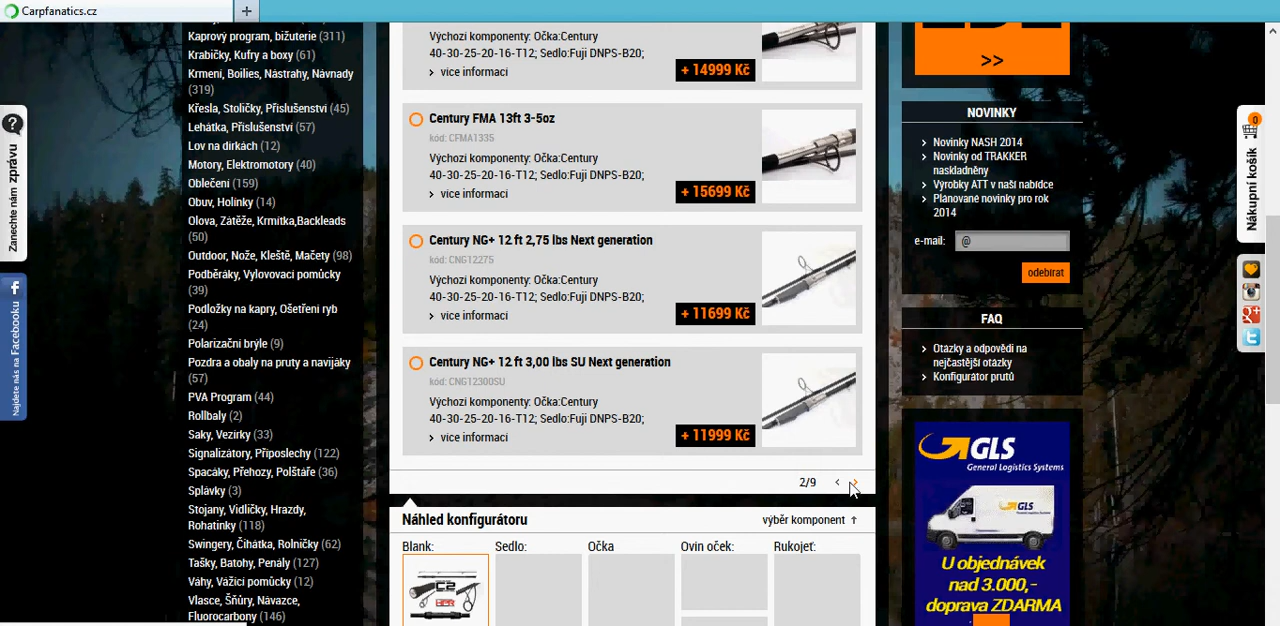 Carpfanatics.cz
+
Kaprový program, bižuterie (311)
Krabičky, Kufry a boxy (61)
Krmení, Boilies, Nástrahy, Návnady
(319)
Křesla, Stoličky, Příslušenství (45)
Lehátka, Příslušenství (57)
Lov na dírkách (12)
Motory, Elektromotory (40)
Oblečení (159)
Obuv, Holínky (14)
Olova, Zátěže, Krmítka,Backleads
(50)
Outdoor, Nože, Kleště, Mačety (98)
Podběráky, Vylovovací pomůcky
(39)
Podložky na kapry, Ošetření ryb
(24)
Polarizační brýle (9)
Pozdra a obaly na pruty a navijáky
(57)
PVA Program (44)
Rollbaly (2)
Saky, Vezírky (33)
Signalizátory, Příposlechy (122)
Spacáky, Přehozy, Polštáře (36)
Splávky (3)
Stojany, Vidličky, Hrazdy,
Rohatinky (118)
Swingery, Čihátka, Rolničky (62)
Tašky, Batohy, Penály (127)
Váhy, Vážící pomůcky (12)
Vlasce, Šňůry, Návazce,
Fluorocarbony (146)
Zanechte nám zprávu
?
Najdete nás na Facebooku
f
Výchozí komponenty: Očka:Century
40-30-25-20-16-T12; Sedlo:Fuji DNPS-B20;
› více informací
+ 14999 Kč
Century FMA 13ft 3-5oz
kód: CFMA1335
Výchozí komponenty: Očka:Century
40-30-25-20-16-T12; Sedlo:Fuji DNPS-B20;
› více informací
+ 15699 Kč
Century NG+ 12 ft 2,75 lbs Next generation
kód: CNG12275
Výchozí komponenty: Očka:Century
40-30-25-20-16-T12; Sedlo:Fuji DNPS-B20;
› více informací
+ 11699 Kč
Century NG+ 12 ft 3,00 lbs SU Next generation
kód: CNG12300SU
Výchozí komponenty: Očka:Century
40-30-25-20-16-T12; Sedlo:Fuji DNPS-B20;
› více informací
+ 11999 Kč
2/9 ‹ ›
Náhled konfigurátoru
výběr komponent ↑
Blank: Sedlo: Očka Ovin oček: Rukojeť:
C2
>>
NOVINKY
› Novinky NASH 2014
› Novinky od TRAKKER
naskladněny
› Výrobky ATT v naší nabídce
› Plánované novinky pro rok
2014
e-mail: @
odebírat
FAQ
› Otázky a odpovědi na
nejčastější otázky
› Konfigurátor prutů
GLS
General Logistics Systems
GLS
U objednávek
nad 3.000,-
doprava ZDARMA
0
Nákupní košík